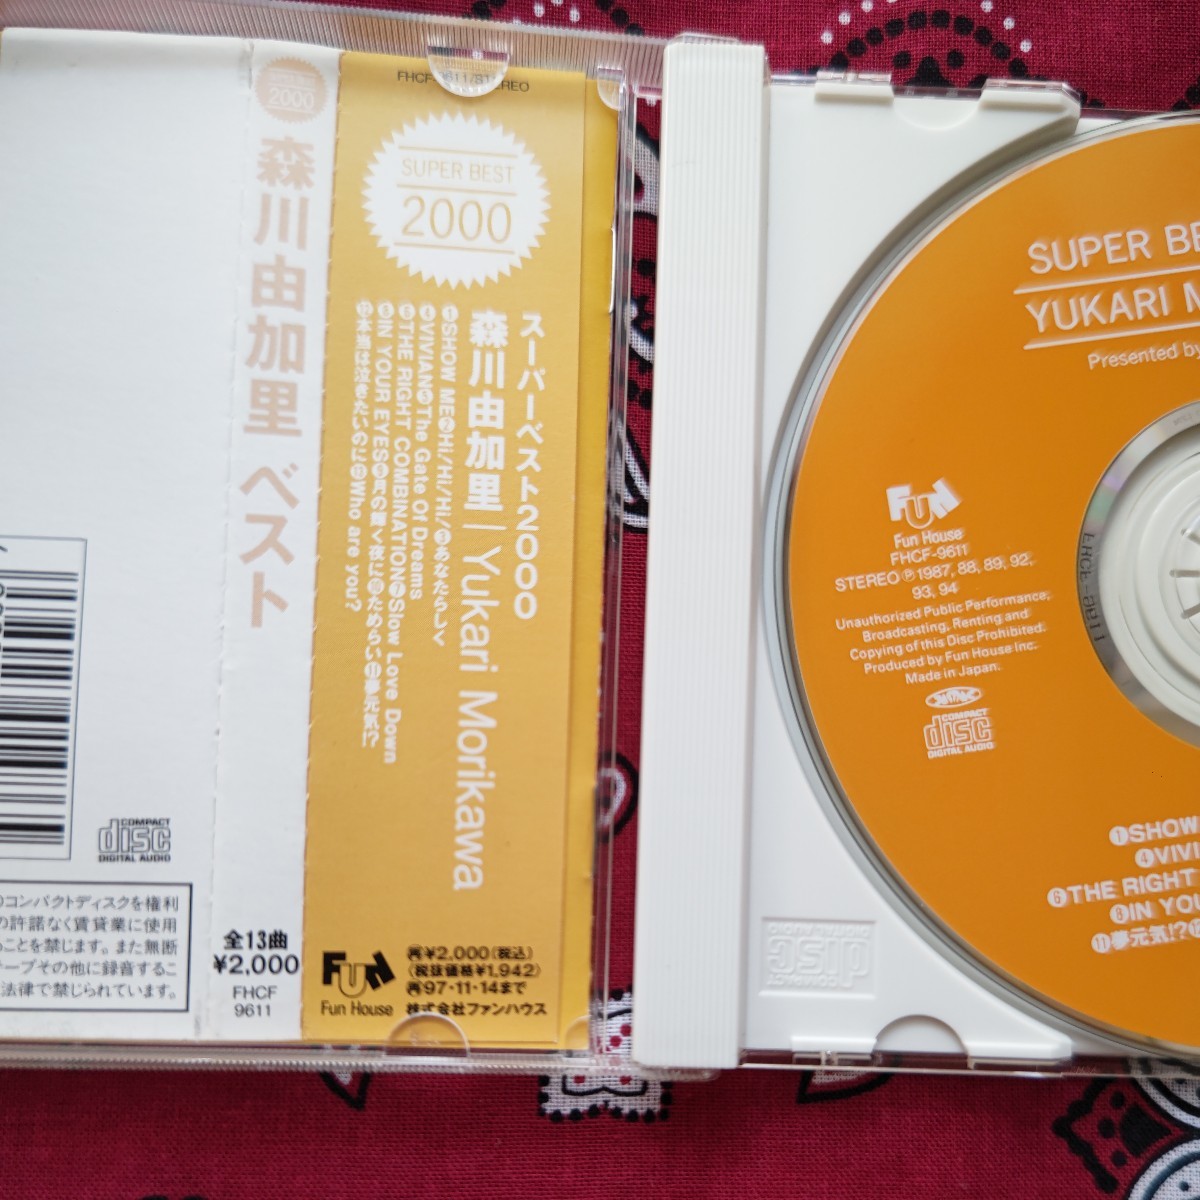 COMPACT
disc
DIGITAL AUDIO
コンパクトディスクを権利
の許諾なく賃貸業に使用
ることを禁じます。また無断
テープその他に録音するこ
法律で禁じられています。
2000
森川由加里 ベスト
全13曲
¥2,000
FHCF
9611
SUPER BEST
2000
スーパーベスト2000
森川由加里/Yukari Morikawa
①SHOW ME②HI/HI/HI/③あなたらしく
④VIVIAN⑤The Gate Of Dreams
⑥THE RIGHT COMBINATION⑦Slow Love Down
⑧IN YOUR EYES⑨月の輝く夜に⑩ためらい⑪夢元気!?
⑫本当は泣きたいのに⑬Who are you?
Fun
Fun House
再¥2,000(税込)
(税抜価格¥1,942)
再97・11・14まで
株式会社ファンハウス
SUPER BE
YUKARI M
Presented by
Fun
Fun House
FHCF-9611
STEREO Ⓟ1987, 88, 89, 92,
93, 94
Unauthorized Public Performance,
Broadcasting, Renting and
Copying of this Disc Prohibited.
Produced by Fun House Inc.
Made in Japan.
COMPACT
disc
DIGITAL AUDIO
①SHOW
④VIVI
⑥THE RIGHT
⑧IN YO
⑪夢元気!?⑫
FHCF-9611
COMPACT
disc
DIGITAL AUDIO